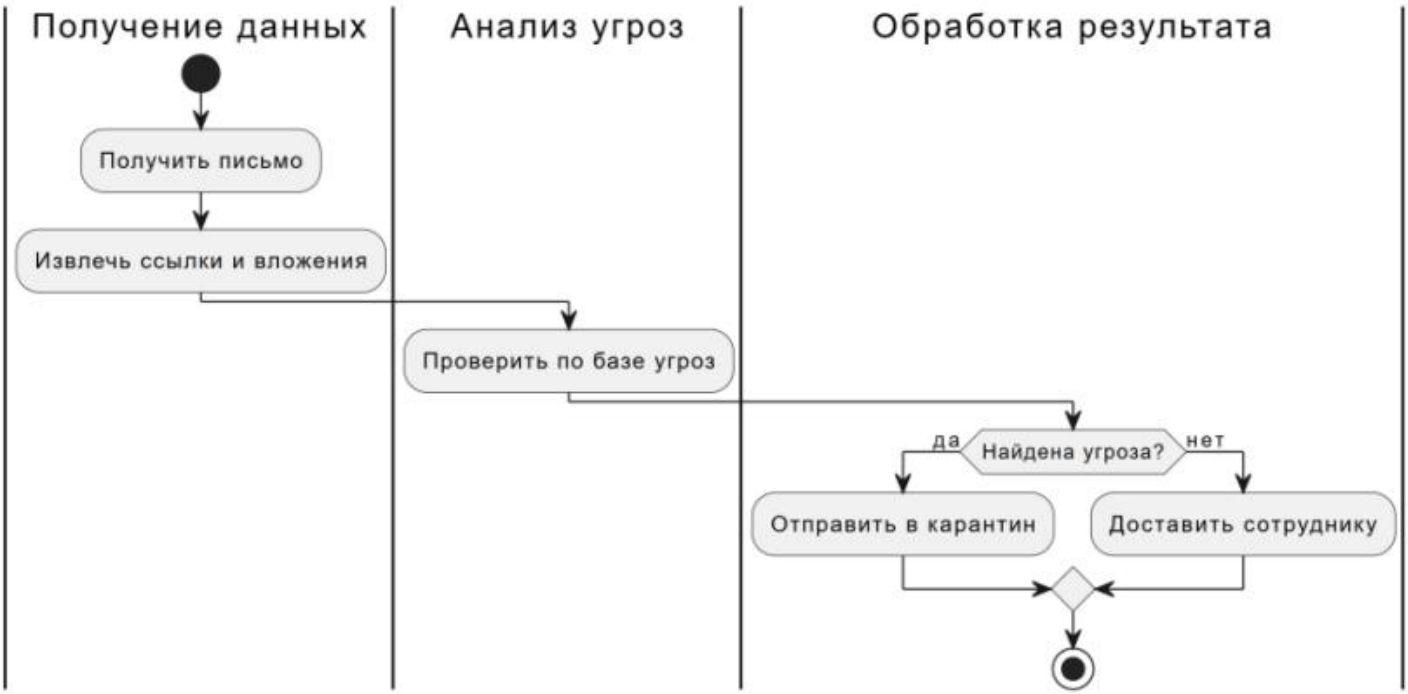 Получение данных
Анализ угроз
Обработка результата
Получить письмо
Извлечь ссылки и вложения
Проверить по базе угроз
да
Найдена угроза?
нет
Отправить в карантин
Доставить сотруднику